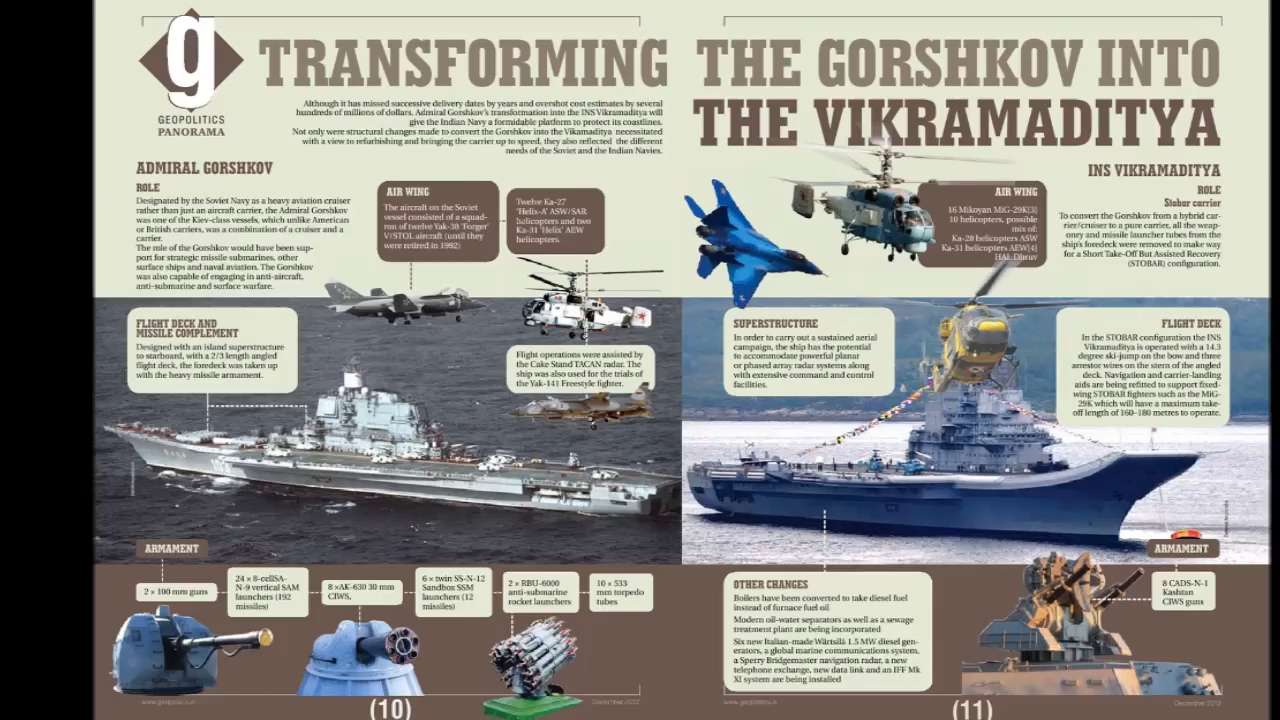 g
GEOPOLITICS
PANORAMA
TRANSFORMING THE GORSHKOV INTO
THE VIKRAMADITYA
Although it has missed successive delivery dates by years and overshot cost estimates by several
hundreds of millions of dollars, Admiral Gorshkov's transformation into the INS Vikramaditya will
give the Indian Navy a formidable platform to protect its coastlines.
Not only were structural changes made to convert the Gorshkov into the Vikamaditya necessitated
with a view to refurbishing and bringing the carrier up to speed, they also reflected the different
needs of the Soviet and the Indian Navies.
ADMIRAL GORSHKOV
ROLE
Designated by the Soviet Navy as a heavy aviation cruiser
rather than just an aircraft carrier, the Admiral Gorshkov
was one of the Kiev-class vessels, which unlike American
or British carriers, was a combination of a cruiser and a
carrier.
The role of the Gorshkov would have been sup-
port for strategic missile submarines, other
surface ships and naval aviation. The Gorshkov
was also capable of engaging in anti-aircraft,
anti-submarine and surface warfare.
AIR WING
The aircraft on the Soviet
vessel consisted of a squad-
ron of twelve Yak-38 'Forger'
V/STOL aircraft (until they
were retired in 1992)
Twelve Ka-27
'Helix-A' ASW/SAR
helicopters and two
Ka-31 'Helix' AEW
helicopters.
FLIGHT DECK AND
MISSILE COMPLEMENT
Designed with an island superstructure
to starboard, with a 2/3 length angled
flight deck, the foredeck was taken up
with the heavy missile armament.
Flight operations were assisted by
the Cake Stand TACAN radar. The
ship was also used for the trials of
the Yak-141 Freestyle fighter.
ARMAMENT
2 x 100 mm guns
24 x 8-cellSA-
N-9 vertical SAM
launchers (192
missiles)
8 xAK-630 30 mm
CIWS,
6 x twin SS-N-12
Sandbox SSM
launchers (12
missiles)
2 x RBU-6000
anti-submarine
rocket launchers
10 x 533
mm torpedo
tubes
www.geopolitics.in
(10)
December 2012
INS VIKRAMADITYA
ROLE
Stobar carrier
To convert the Gorshkov from a hybrid car-
rier/cruiser to a pure carrier, all the weap-
onry and missile launcher tubes from the
ship's foredeck were removed to make way
for a Short Take-Off But Assisted Recovery
(STOBAR) configuration.
AIR WING
16 Mikoyan MiG-29K[3]
10 helicopters, possible
mix of:
Ka-28 helicopters ASW
Ka-31 helicopters AEW[4]
HAL Dhruv
SUPERSTRUCTURE
In order to carry out a sustained aerial
campaign, the ship has the potential
to accommodate powerful planar
or phased array radar systems along
with extensive command and control
facilities.
FLIGHT DECK
In the STOBAR configuration the INS
Vikramaditya is operated with a 14.3
degree ski-jump on the bow and three
arrestor wires on the stern of the angled
deck. Navigation and carrier-landing
aids are being refitted to support fixed-
wing STOBAR fighters such as the MiG-
29K which will have a maximum take-
off length of 160-180 metres to operate.
OTHER CHANGES
Boilers have been converted to take diesel fuel
instead of furnace fuel oil
Modern oil-water separators as well as a sewage
treatment plant are being incorporated
Six new Italian-made Wärtsilä 1.5 MW diesel gen-
erators, a global marine communications system,
a Sperry Bridgemaster navigation radar, a new
telephone exchange, new data link and an IFF Mk
XI system are being installed
ARMAMENT
8 CADS-N-1
Kashtan
CIWS guns
www.geopolitics.in
(11)
December 2012